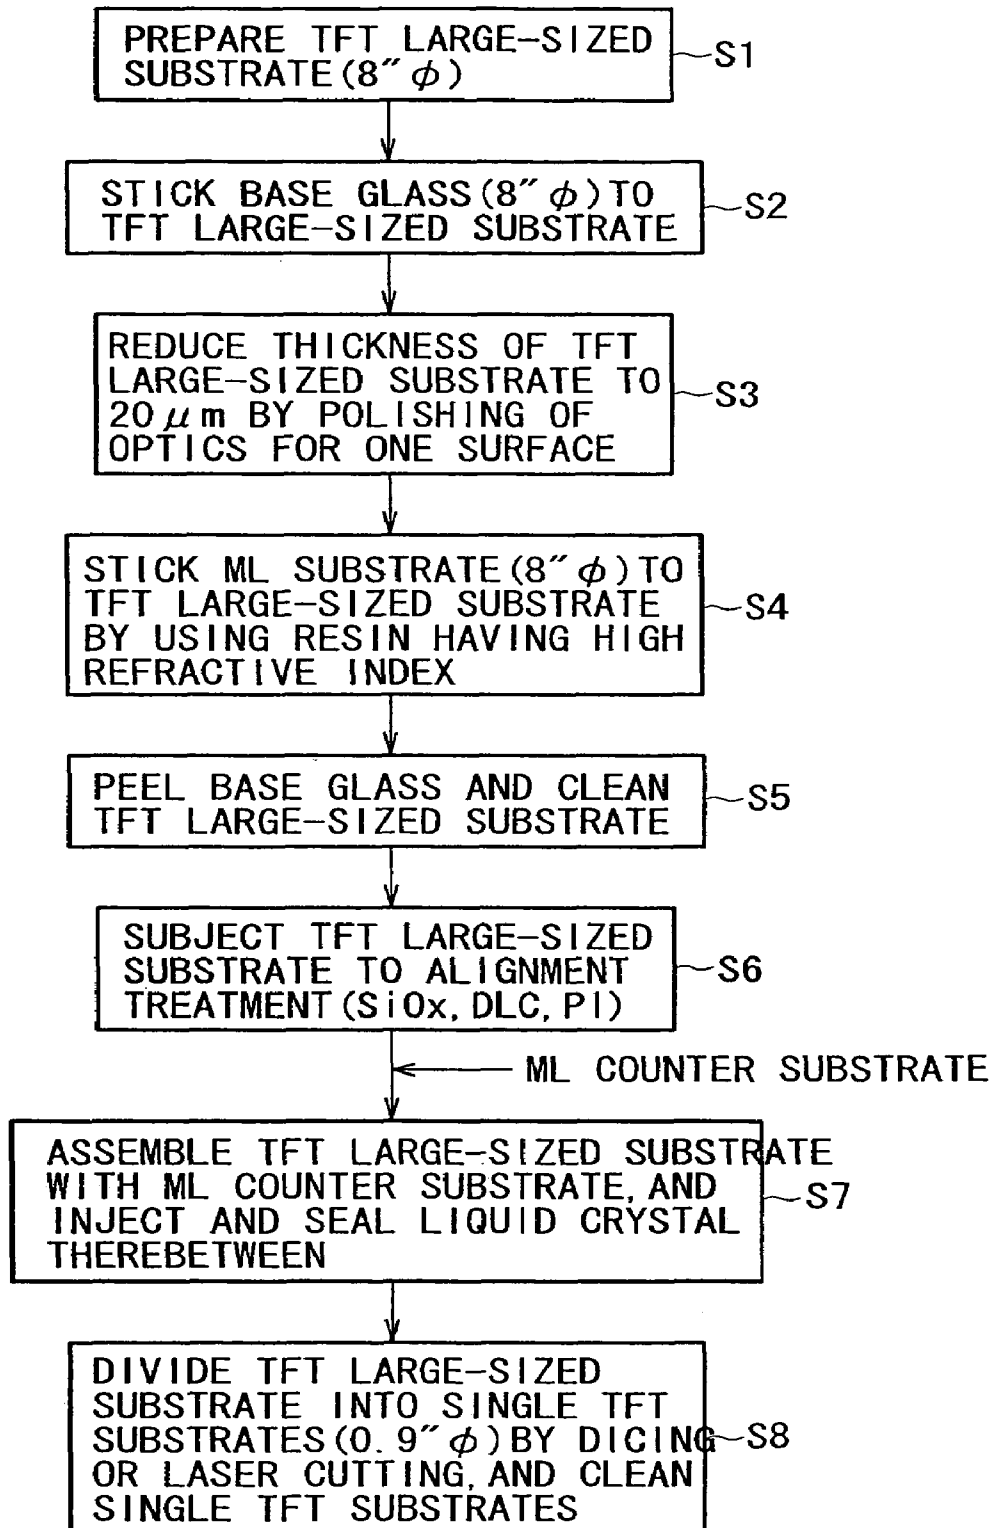 PREPARE TFT LARGE-SIZED
SUBSTRATE(8″φ)
S1
STICK BASE GLASS(8″φ)TO
TFT LARGE-SIZED SUBSTRATE
S2
REDUCE THICKNESS OF TFT
LARGE-SIZED SUBSTRATE TO
20μm BY POLISHING OF
OPTICS FOR ONE SURFACE
S3
STICK ML SUBSTRATE(8″φ)TO
TFT LARGE-SIZED SUBSTRATE
BY USING RESIN HAVING HIGH
REFRACTIVE INDEX
S4
PEEL BASE GLASS AND CLEAN
TFT LARGE-SIZED SUBSTRATE
S5
SUBJECT TFT LARGE-SIZED
SUBSTRATE TO ALIGNMENT
TREATMENT(SiOx, DLC, PI)
S6
ML COUNTER SUBSTRATE
ASSEMBLE TFT LARGE-SIZED SUBSTRATE
WITH ML COUNTER SUBSTRATE, AND
INJECT AND SEAL LIQUID CRYSTAL
THEREBETWEEN
S7
DIVIDE TFT LARGE-SIZED
SUBSTRATE INTO SINGLE TFT
SUBSTRATES(0.9″φ)BY DICING
OR LASER CUTTING, AND CLEAN
SINGLE TFT SUBSTRATES
S8